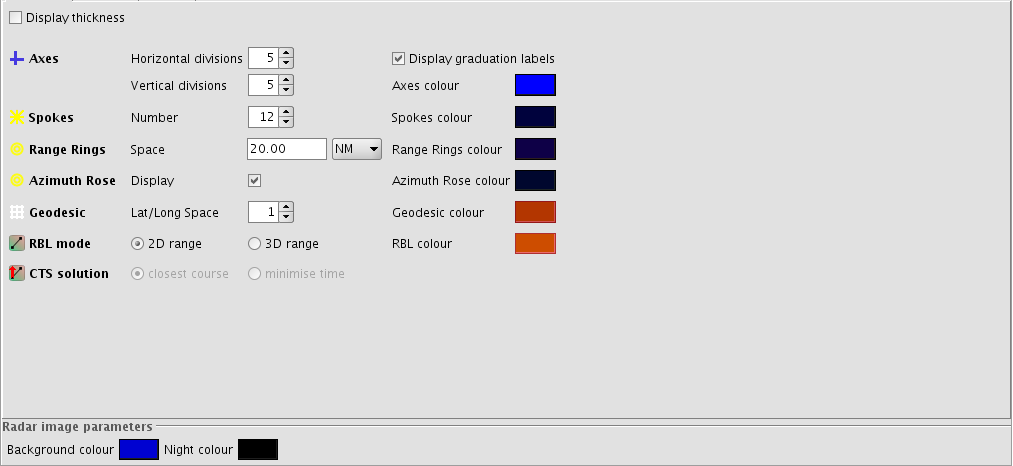 Display thickness
Axes Horizontal divisions 5 Display graduation labels
Vertical divisions 5 Axes colour
Spokes Number 12 Spokes colour
Range Rings Space 20.00 NM Range Rings colour
Azimuth Rose Display Azimuth Rose colour
Geodesic Lat/Long Space 1 Geodesic colour
RBL mode 2D range 3D range RBL colour
CTS solution closest course minimise time
Radar image parameters
Background colour Night colour